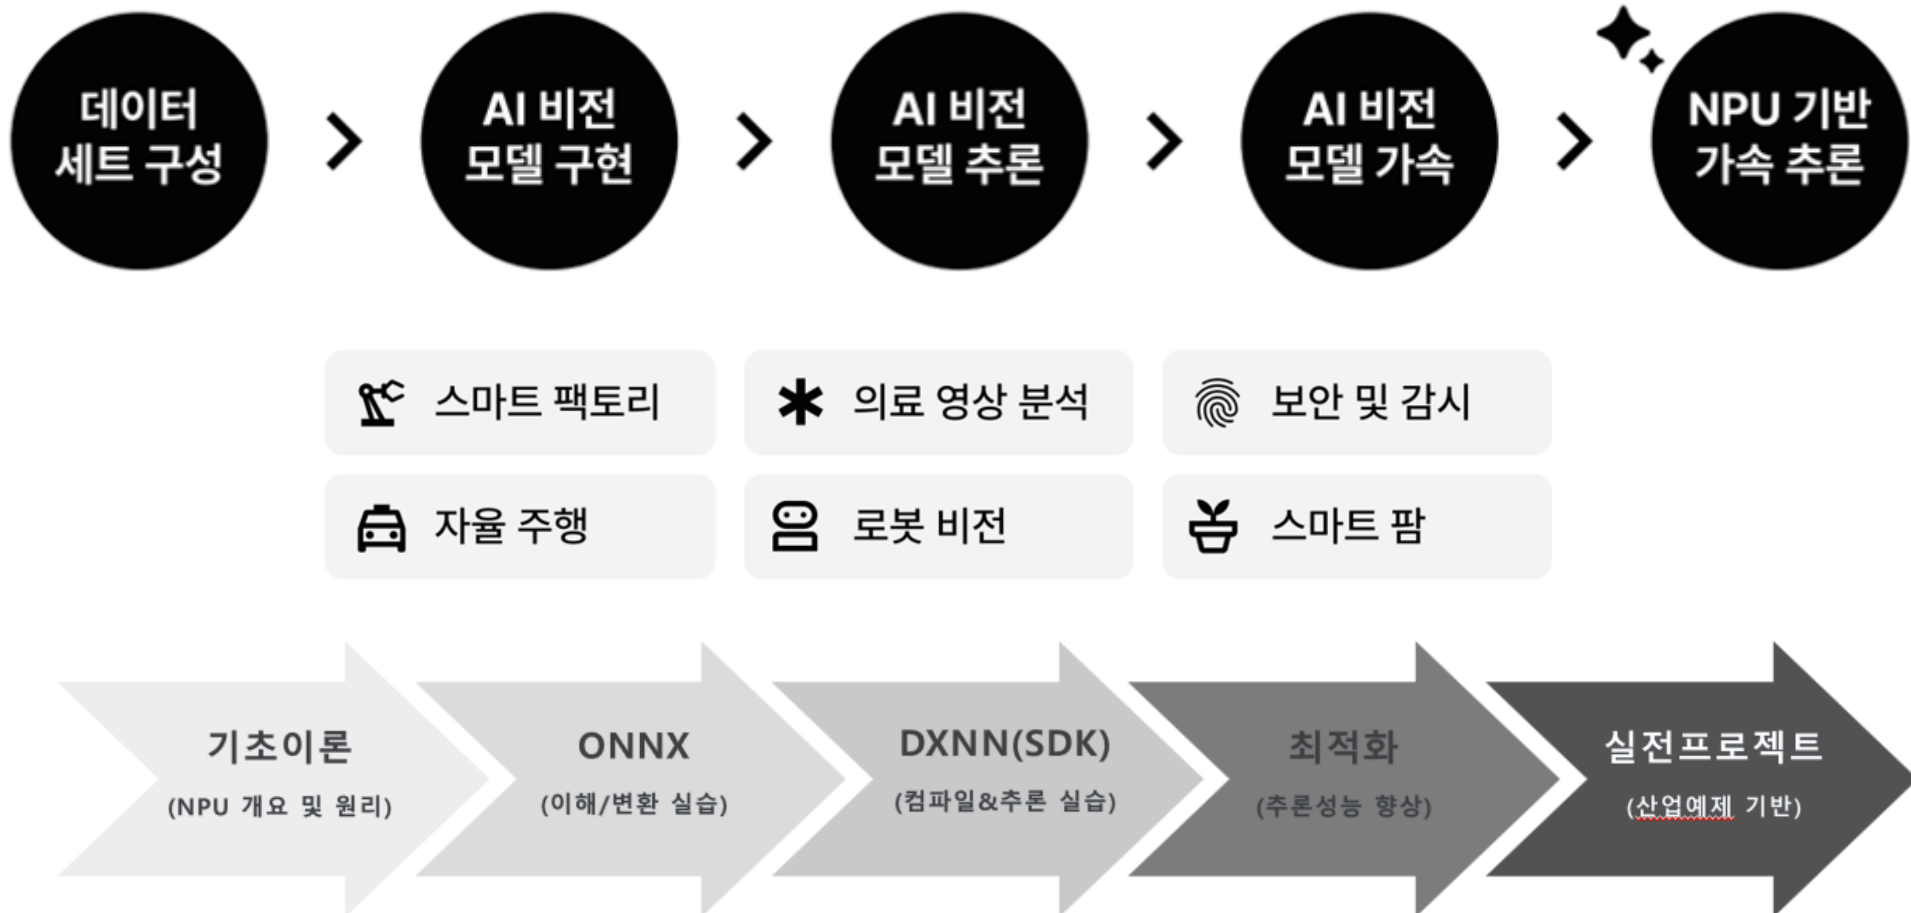 데이터
세트 구성
AI 비전
모델 구현
AI 비전
모델 추론
AI 비전
모델 가속
NPU 기반
가속 추론
스마트 팩토리
의료 영상 분석
보안 및 감시
자율 주행
로봇 비전
스마트 팜
기초이론
(NPU 개요 및 원리)
ONNX
(이해/변환 실습)
DXNN(SDK)
(컴파일&추론 실습)
최적화
(추론성능 향상)
실전프로젝트
(산업예제 기반)